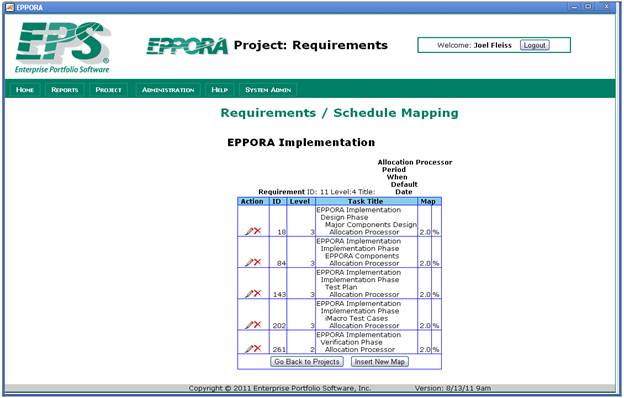 EPPORA
EPS®
Enterprise Portfolio Software
EPPORA Project: Requirements
Welcome: Joel Fleiss Logout
Home Reports Project Administration Help System Admin
Requirements / Schedule Mapping
EPPORA Implementation
Allocation Processor
Period
When
Default
Requirement ID: 11 Level:4 Title: Date
Action ID Level Task Title Map
EPPORA Implementation
Design Phase
Major Components Design
18 3 Allocation Processor 2.0 %
EPPORA Implementation
Implementation Phase
EPPORA Components
84 3 Allocation Processor 2.0 %
EPPORA Implementation
Implementation Phase
Test Plan
143 3 Allocation Processor 2.0 %
EPPORA Implementation
Implementation Phase
iMacro Test Cases
202 3 Allocation Processor 2.0 %
EPPORA Implementation
Verification Phase
261 2 Allocation Processor 2.0 %
Go Back to Projects Insert New Map
Copyright © 2011 Enterprise Portfolio Software, Inc. Version: 8/13/11 9am